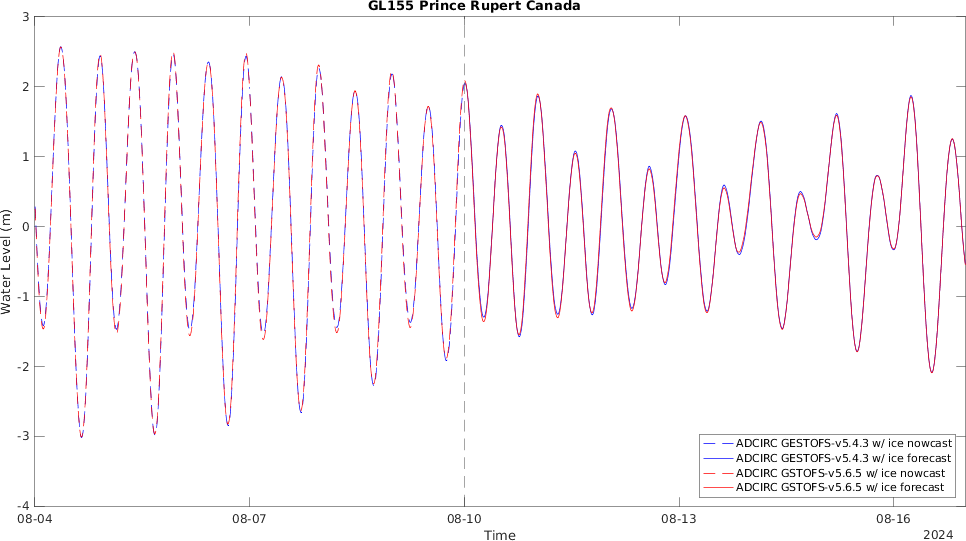 GL155 Prince Rupert Canada
3
2
1
0
-1
-2
-3
-4
Water Level (m)
ADCIRC GESTOFS-v5.4.3 w/ ice nowcast
ADCIRC GESTOFS-v5.4.3 w/ ice forecast
ADCIRC GSTOFS-v5.6.5 w/ ice nowcast
ADCIRC GSTOFS-v5.6.5 w/ ice forecast
08-04 08-07 08-10 08-13 08-16
Time
2024